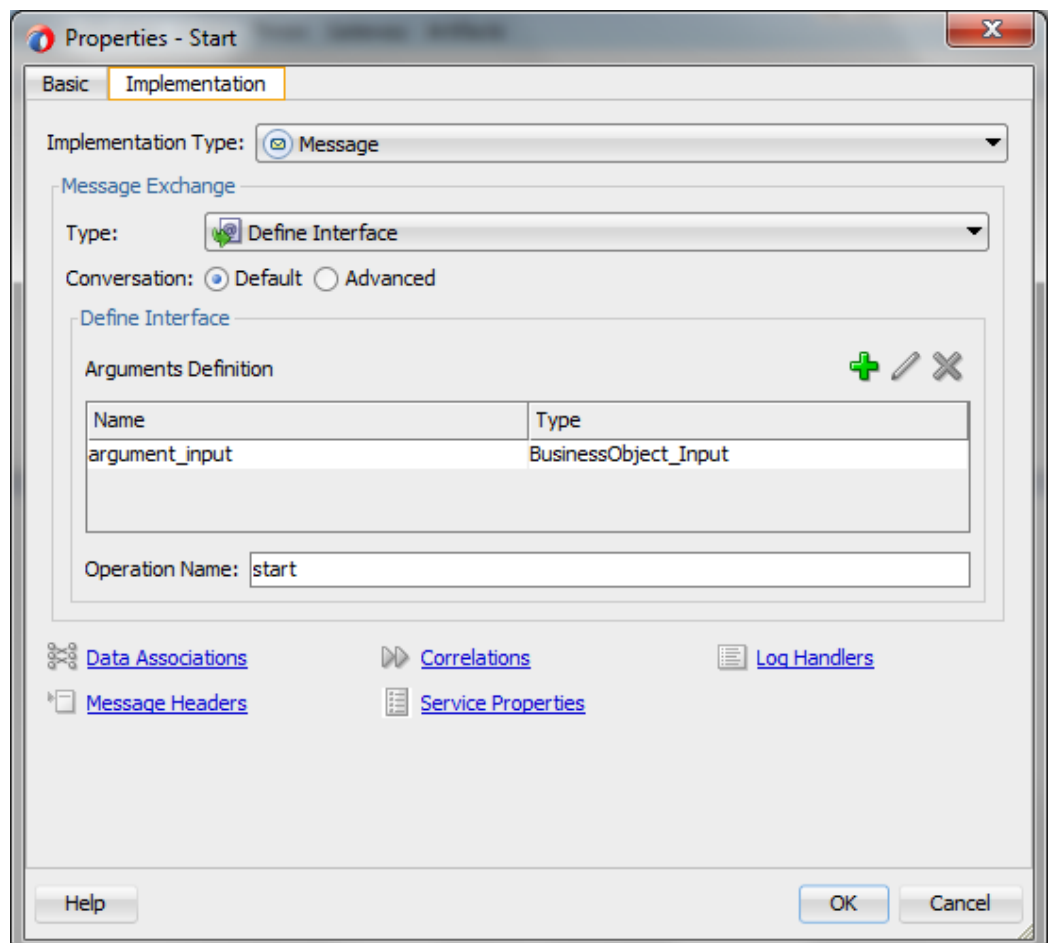 Properties - Start
Basic Implementation
Implementation Type: Message
Message Exchange
Type: Define Interface
Conversation: Default Advanced
Define Interface
Arguments Definition
Name Type
argument_input BusinessObject_Input
Operation Name: start
Data Associations Correlations Log Handlers
Message Headers Service Properties
Help OK Cancel